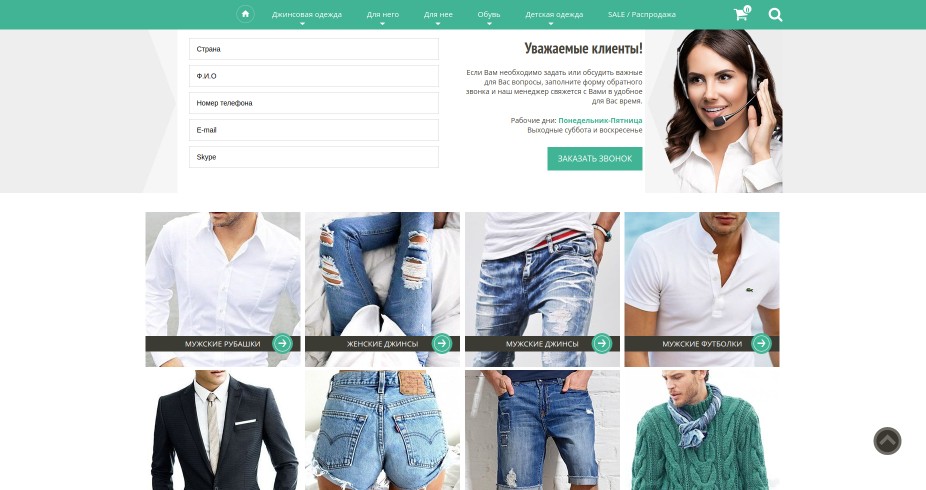 Джинсовая одежда
Для него
Для нее
Обувь
Детская одежда
SALE / Распродажа
0
Страна
Ф.И.О
Номер телефона
E-mail
Skype
Уважаемые клиенты!
Если Вам необходимо задать или обсудить важные
для Вас вопросы, заполните форму обратного
звонка и наш менеджер свяжется с Вами в удобное
для Вас время.
Рабочие дни: Понедельник-Пятница
Выходные суббота и воскресенье
ЗАКАЗАТЬ ЗВОНОК
МУЖСКИЕ РУБАШКИ
ЖЕНСКИЕ ДЖИНСЫ
МУЖСКИЕ ДЖИНСЫ
МУЖСКИЕ ФУТБОЛКИ